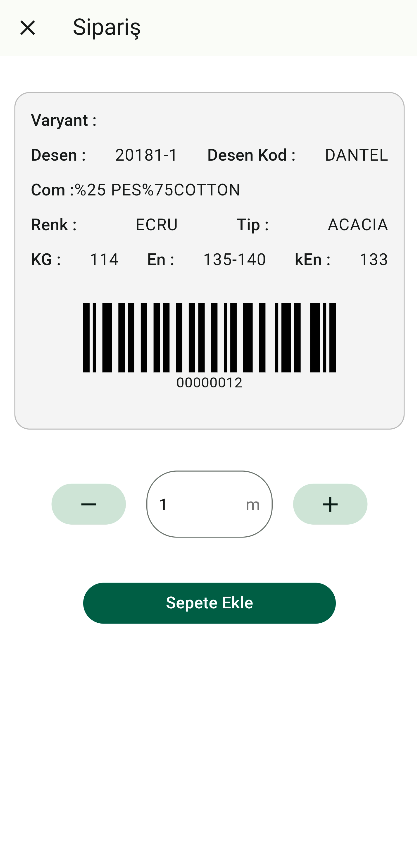 Sipariş
Varyant :
Desen : 20181-1 Desen Kod : DANTEL
Com :%25 PES%75COTTON
Renk : ECRU Tip : ACACIA
KG : 114 En : 135-140 kEn : 133
00000012
1 m
Sepete Ekle